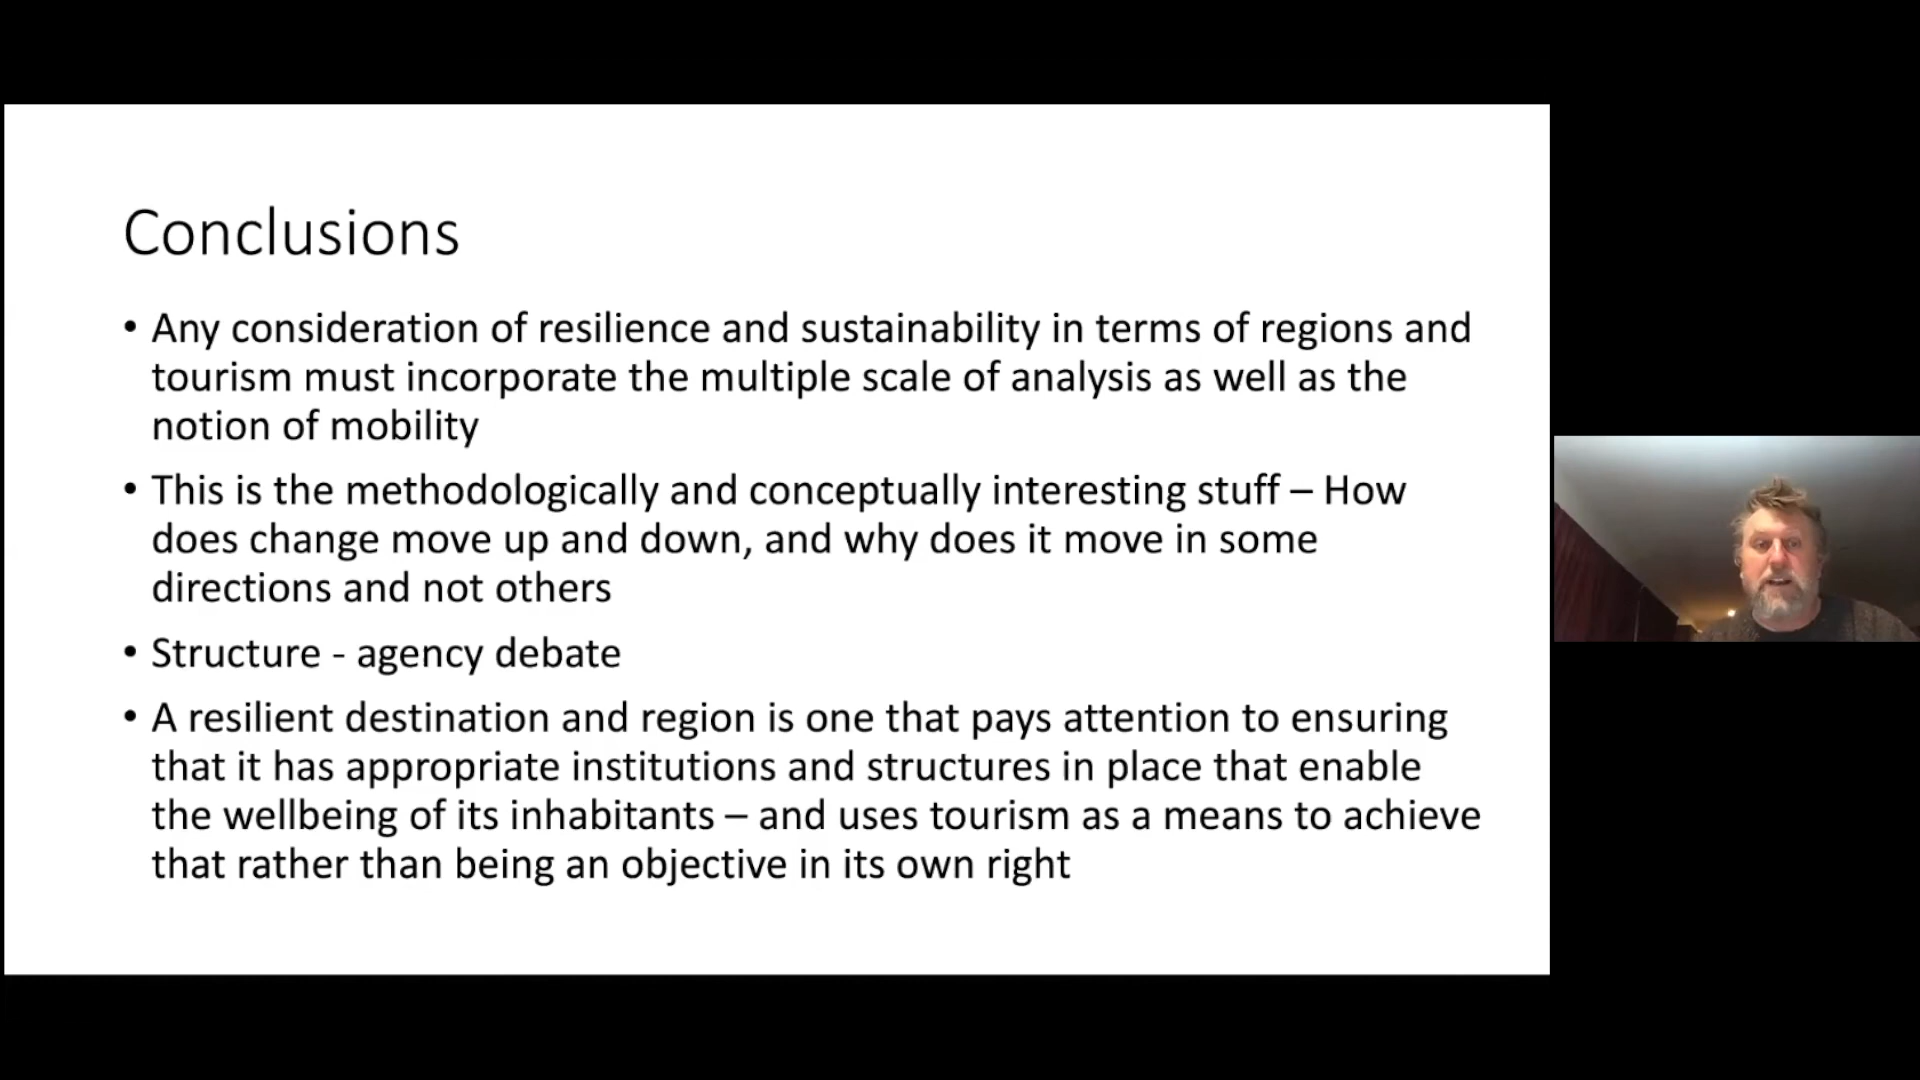 Conclusions
• Any consideration of resilience and sustainability in terms of regions and
tourism must incorporate the multiple scale of analysis as well as the
notion of mobility
• This is the methodologically and conceptually interesting stuff – How
does change move up and down, and why does it move in some
directions and not others
• Structure - agency debate
• A resilient destination and region is one that pays attention to ensuring
that it has appropriate institutions and structures in place that enable
the wellbeing of its inhabitants – and uses tourism as a means to achieve
that rather than being an objective in its own right